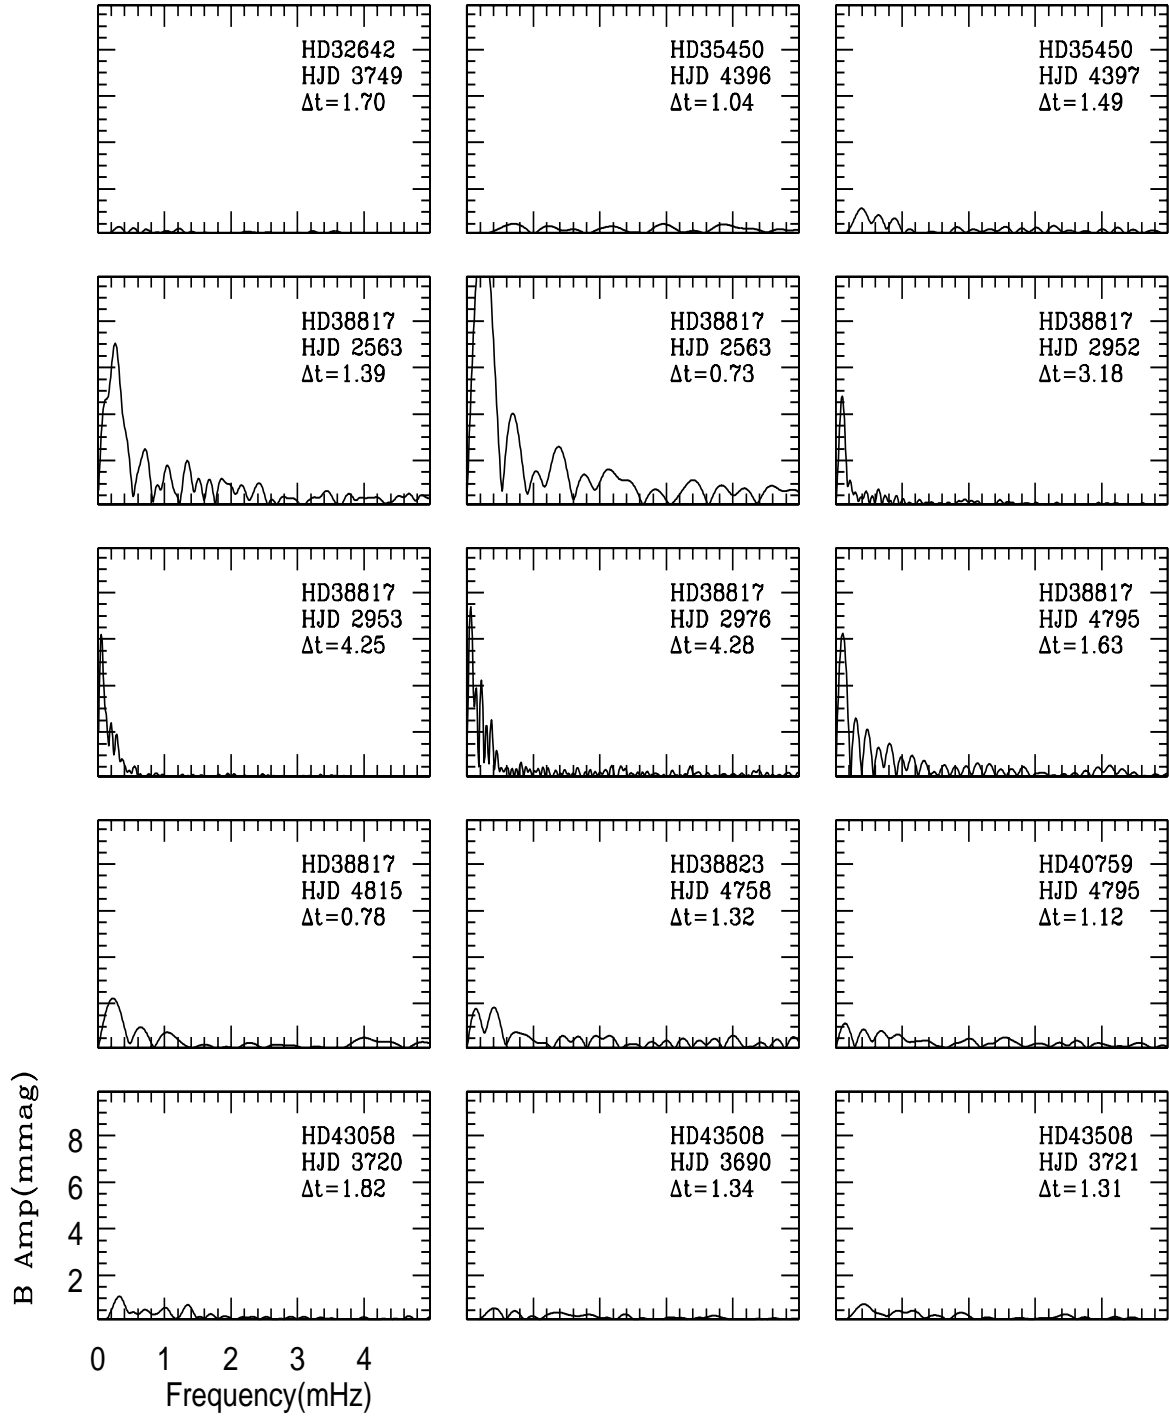 HD32642
HJD 3749
Δt=1.70
HD35450
HJD 4396
Δt=1.04
HD35450
HJD 4397
Δt=1.49
HD38817
HJD 2563
Δt=1.39
HD38817
HJD 2563
Δt=0.73
HD38817
HJD 2952
Δt=3.18
HD38817
HJD 2953
Δt=4.25
HD38817
HJD 2976
Δt=4.28
HD38817
HJD 4795
Δt=1.63
HD38817
HJD 4815
Δt=0.78
HD38823
HJD 4758
Δt=1.32
HD40759
HJD 4795
Δt=1.12
HD43058
HJD 3720
Δt=1.82
HD43508
HJD 3690
Δt=1.34
HD43508
HJD 3721
Δt=1.31
B Amp(mmag)
8
6
4
2
0 1 2 3 4
Frequency(mHz)